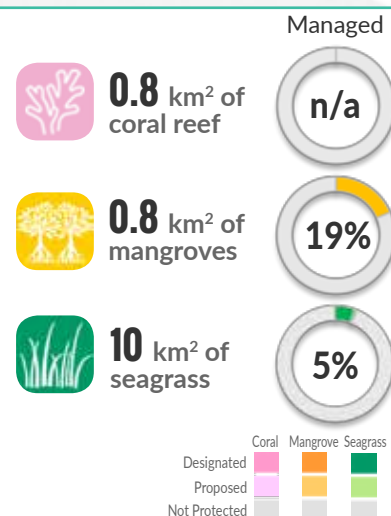 Managed
0.8 km² of
coral reef
n/a
0.8 km² of
mangroves
19%
10 km² of
seagrass
5%
Coral Mangrove Seagrass
Designated
Proposed
Not Protected